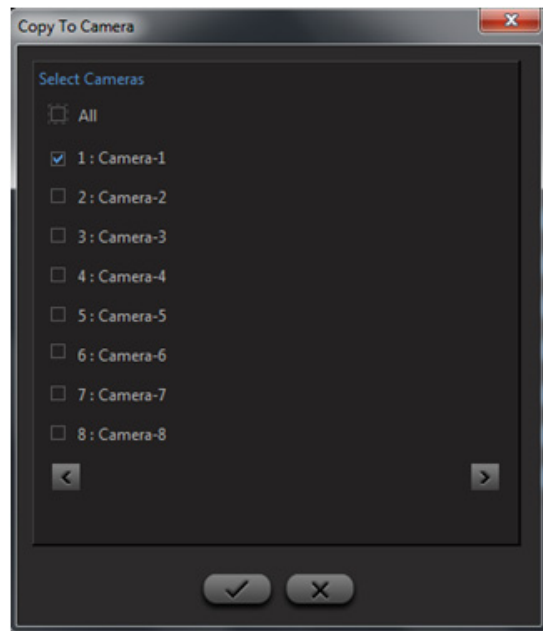 Copy To Camera
Select Cameras
All
1 : Camera-1
2 : Camera-2
3 : Camera-3
4 : Camera-4
5 : Camera-5
6 : Camera-6
7 : Camera-7
8 : Camera-8